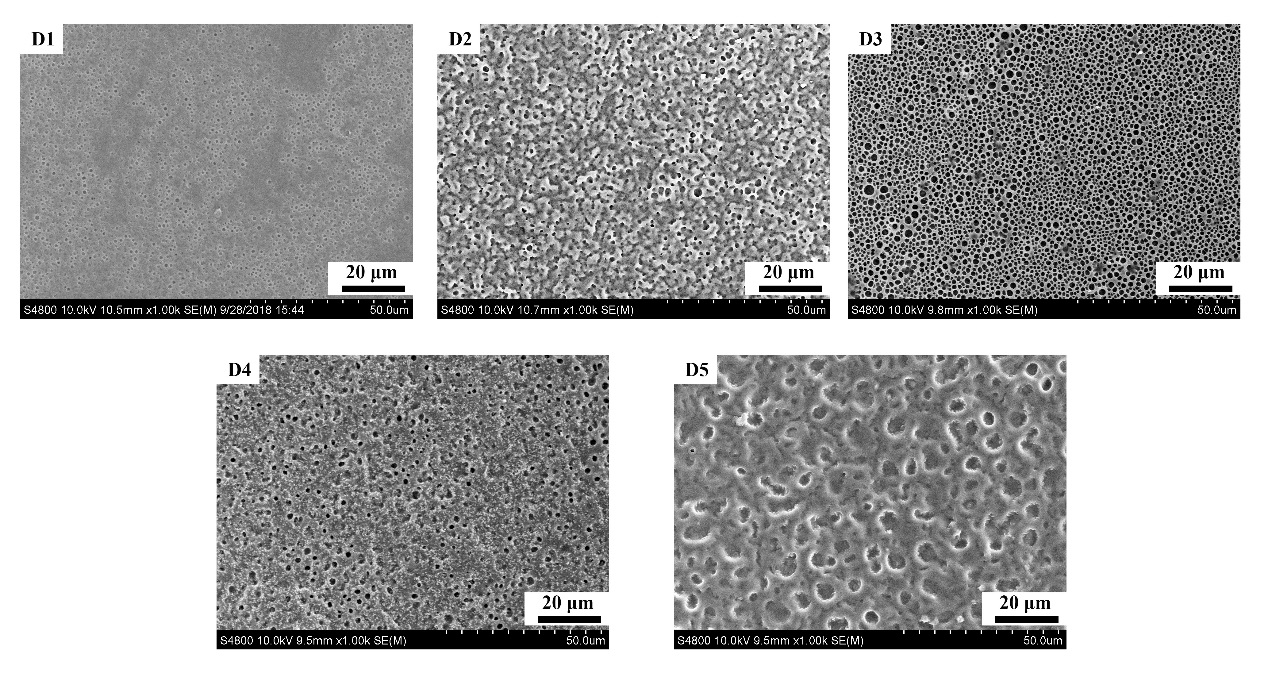 D1
20 μm
S4800 10.0kV 10.5mm x1.00k SE(M) 9/28/2018 15:44 50.0um
D2
20 μm
S4800 10.0kV 10.7mm x1.00k SE(M) 50.0um
D3
20 μm
S4800 10.0kV 9.8mm x1.00k SE(M) 50.0um
D4
20 μm
S4800 10.0kV 9.5mm x1.00k SE(M) 50.0um
D5
20 μm
S4800 10.0kV 9.5mm x1.00k SE(M) 50.0um